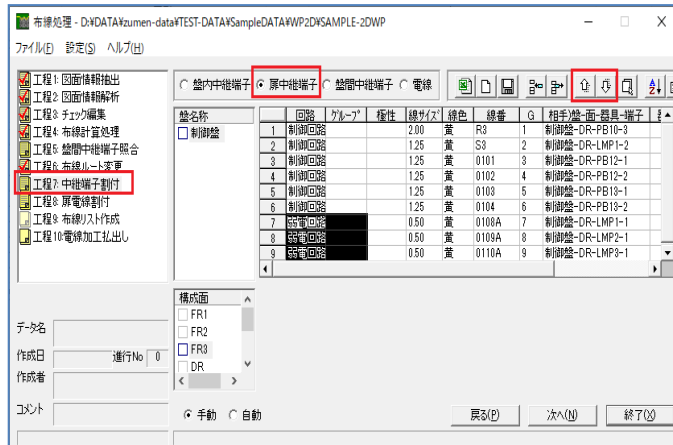 布線処理 - D:¥DATA¥zumen-data¥TEST-DATA¥SampleDATA¥WP2D¥SAMPLE-2DWP
ファイル(F) 設定(S) ヘルプ(H)
工程1: 図面情報抽出
工程2: 図面情報解析
工程3: チェック編集
工程4: 布線計算処理
工程5: 盤間中継端子照合
工程6: 布線ルート変更
工程7: 中継端子割付
工程8: 扉電線割付
工程9: 布線リスト作成
工程10:電線加工払出し
盤内中継端子 扉中継端子 盤間中継端子 電線
盤名称
制御盤
回路 グループ 極性 線サイズ 線色 線番 G 相手)盤-面-器具-端子
1 制御回路 2.00 黄 R3 1 制御盤-DR-PB10-3
2 制御回路 1.25 黄 S3 2 制御盤-DR-LMP1-2
3 制御回路 1.25 黄 0101 3 制御盤-DR-PB12-1
4 制御回路 1.25 黄 0102 4 制御盤-DR-PB12-2
5 制御回路 1.25 黄 0103 5 制御盤-DR-PB13-1
6 制御回路 1.25 黄 0104 6 制御盤-DR-PB13-2
7 弱電回路 0.50 黄 0108A 7 制御盤-DR-LMP1-1
8 弱電回路 0.50 黄 0109A 8 制御盤-DR-LMP2-1
9 弱電回路 0.50 黄 0110A 9 制御盤-DR-LMP3-1
構成面
FR1
FR2
FR3
DR
データ名
作成日 進行No 0
作成者
コメント
手動 自動
戻る(P) 次へ(N) 終了(X)